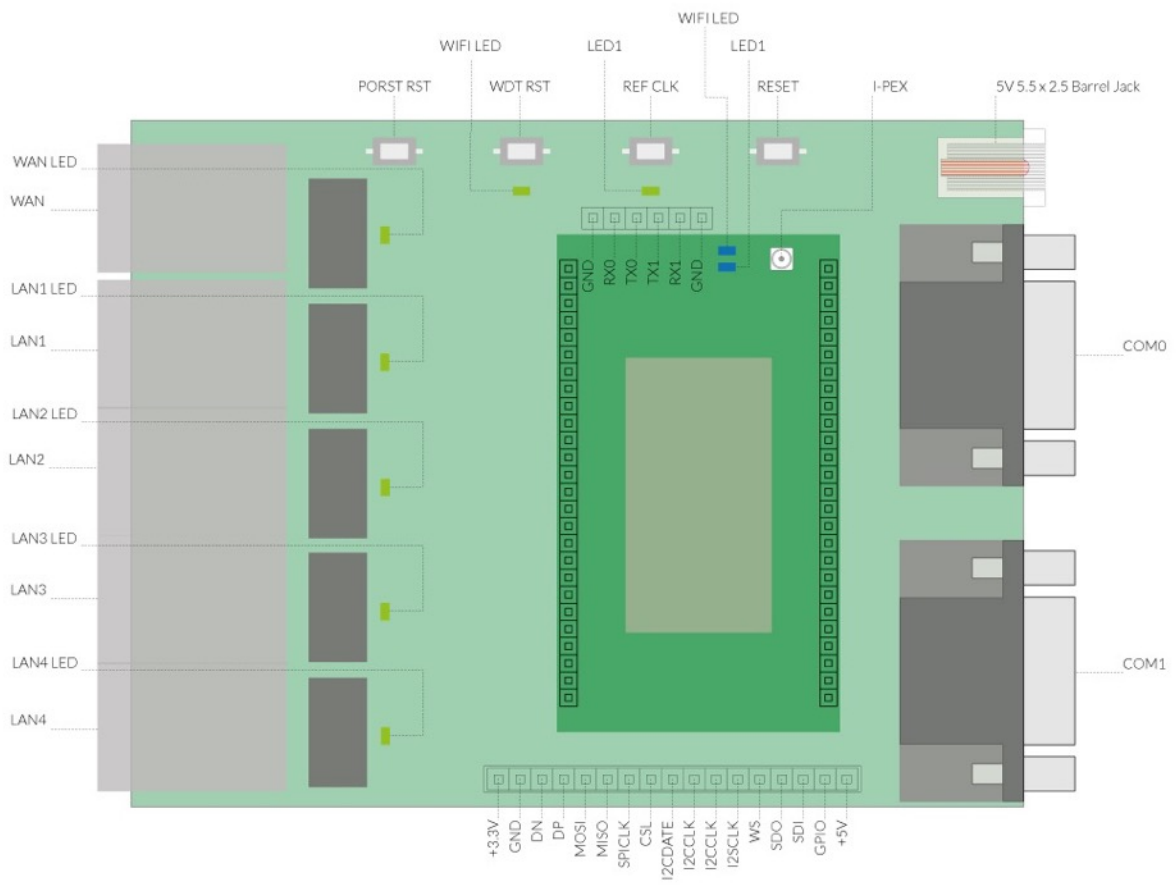 WIFI LED
WIFI LED
LED1
LED1
PORST RST
WDT RST
REF CLK
RESET
I-PEX
5V 5.5 x 2.5 Barrel Jack
WAN LED
WAN
GND
RX0
TX0
TX1
RX1
GND
LAN1 LED
LAN1
COM0
LAN2 LED
LAN2
LAN3 LED
LAN3
LAN4 LED
COM1
LAN4
+3.3V
GND
DN
DP
MOSI
MISO
SPICLK
CSL
I2CDATE
I2CCLK
I2CCLK
I2SCLK
WS
SDO
SDI
GPIO
+5V